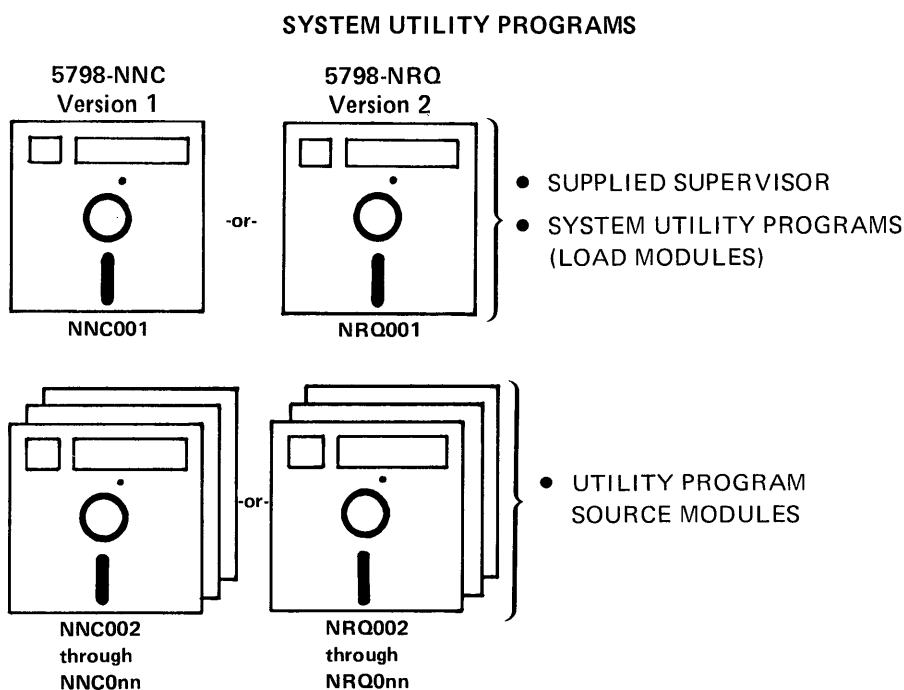 SYSTEM UTILITY PROGRAMS
5798-NNC
Version 1
5798-NRQ
Version 2
-or-
● SUPPLIED SUPERVISOR
● SYSTEM UTILITY PROGRAMS
(LOAD MODULES)
NNC001
NRQ001
-or-
● UTILITY PROGRAM
SOURCE MODULES
NNC002
through
NNC0nn
NRQ002
through
NRQ0nn